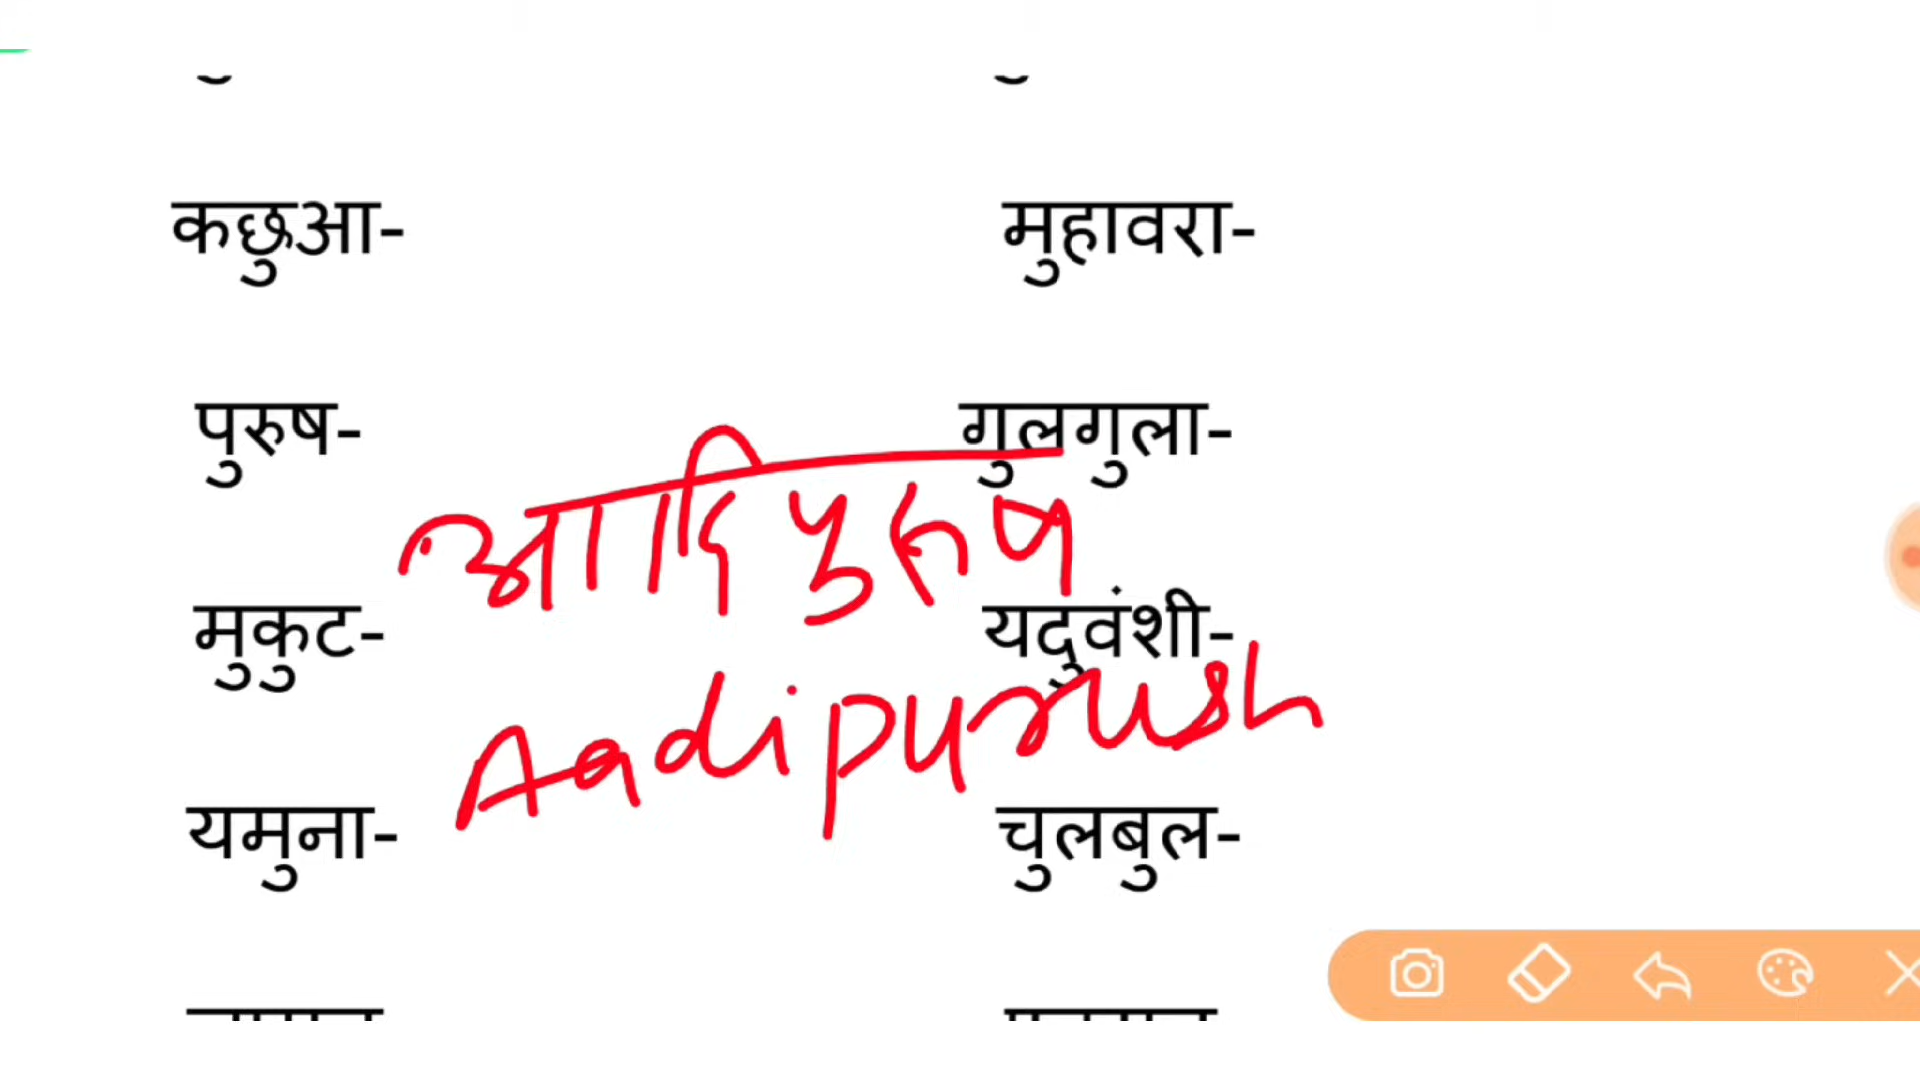 कछुआ- मुहावरा-
पुरुष- गुलगुला-
आदिपुरुष
मुकुट- यदुवंशी-
Aadipurush
यमुना- चुलबुल-